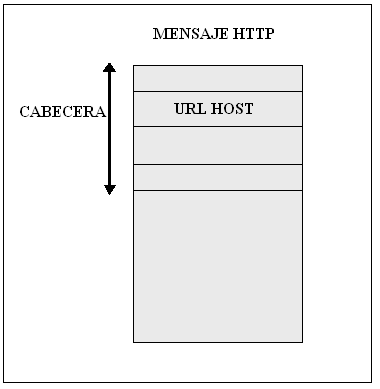 MENSAJE HTTP
CABECERA
URL HOST